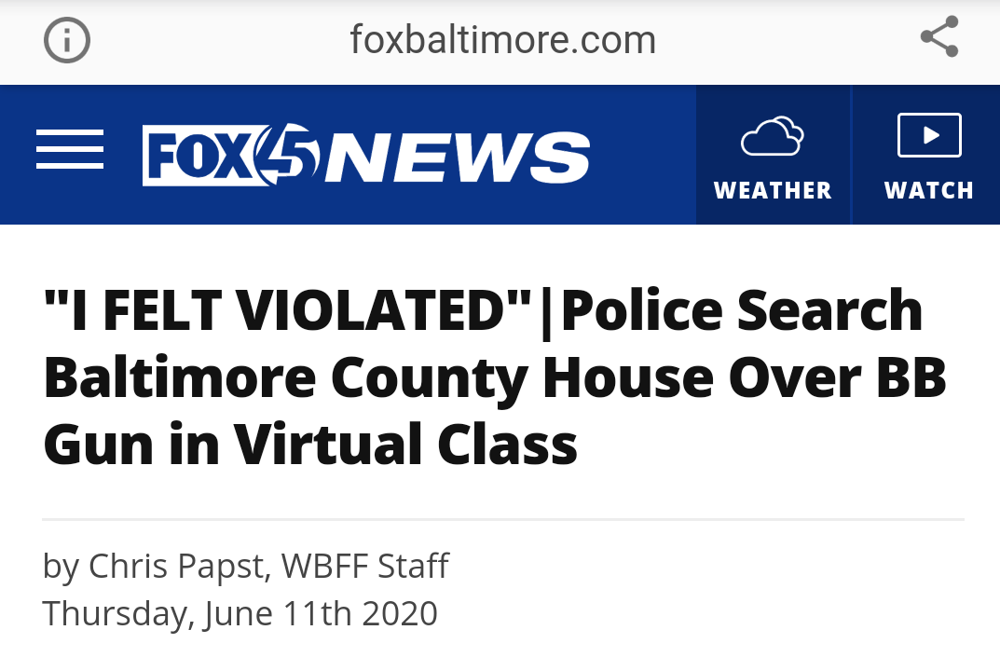 foxbaltimore.com
FOX45NEWS
WEATHER
WATCH
"I FELT VIOLATED"|Police Search
Baltimore County House Over BB
Gun in Virtual Class
by Chris Papst, WBFF Staff
Thursday, June 11th 2020